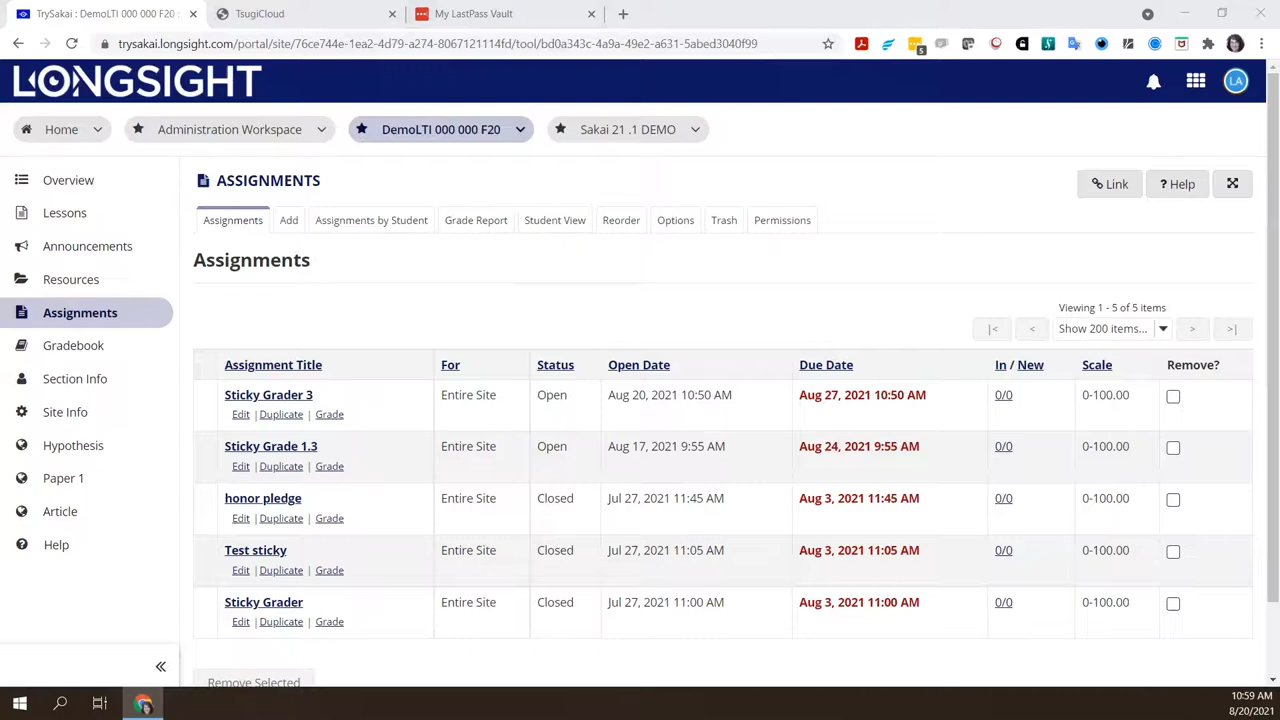 TrySakai : DemoLTI 000 000 F20 :
TsugiCloud
My LastPass Vault
trysakai.longsight.com/portal/site/
LONGSIGHT
LA
Home
Administration Workspace
DemoLTI 000 000 F20
Sakai 21 .1 DEMO
Overview
Lessons
Announcements
Resources
Assignments
Gradebook
Section Info
Site Info
Hypothesis
Paper 1
Article
Help
ASSIGNMENTS
Link
? Help
Assignments
Add
Assignments by Student
Grade Report
Student View
Reorder
Options
Trash
Permissions
Assignments
Viewing 1 - 5 of 5 items
|< < Show 200 items... > >|
Assignment Title For Status Open Date Due Date In / New Scale Remove?
Sticky Grader 3 Entire Site Open Aug 20, 2021 10:50 AM Aug 27, 2021 10:50 AM 0/0 0-100.00
Edit | Duplicate | Grade
Sticky Grade 1.3 Entire Site Open Aug 17, 2021 9:55 AM Aug 24, 2021 9:55 AM 0/0 0-100.00
Edit | Duplicate | Grade
honor pledge Entire Site Closed Jul 27, 2021 11:45 AM Aug 3, 2021 11:45 AM 0/0 0-100.00
Edit | Duplicate | Grade
Test sticky Entire Site Closed Jul 27, 2021 11:05 AM Aug 3, 2021 11:05 AM 0/0 0-100.00
Edit | Duplicate | Grade
Sticky Grader Entire Site Closed Jul 27, 2021 11:00 AM Aug 3, 2021 11:00 AM 0/0 0-100.00
Edit | Duplicate | Grade
Remove Selected
10:59 AM
8/20/2021